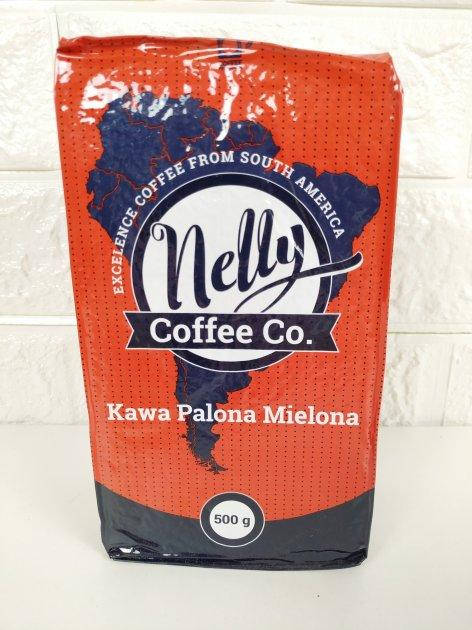 EXCELENCE COFFEE FROM SOUTH AMERICA
Nelly
Coffee Co.
Kawa Palona Mielona
500 g